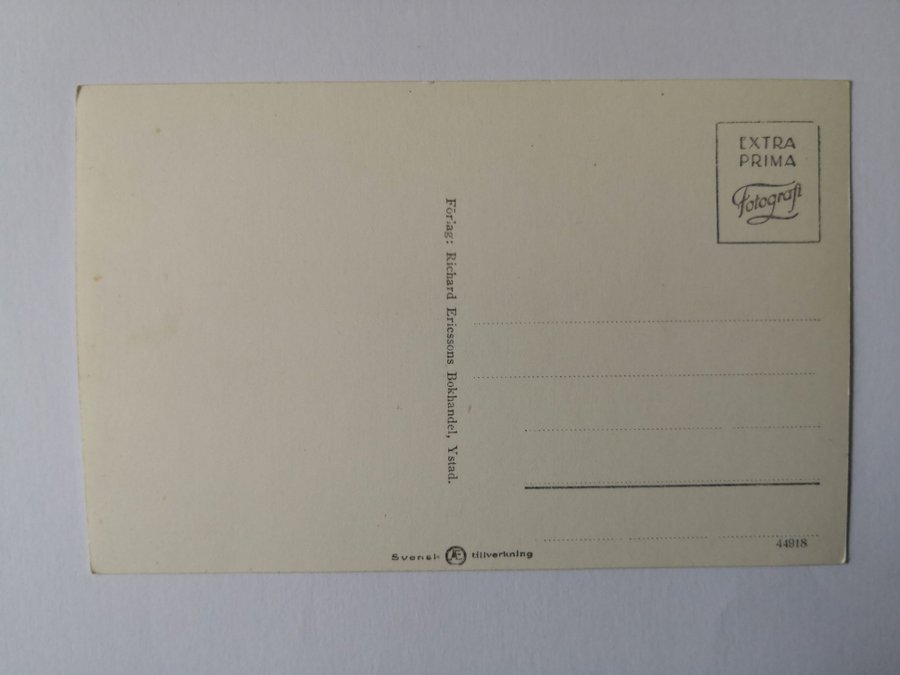 EXTRA
PRIMA
Fotografi
Förlag: Richard Ericssons Bokhandel, Ystad.
44918
Svensk Æ tillverkning